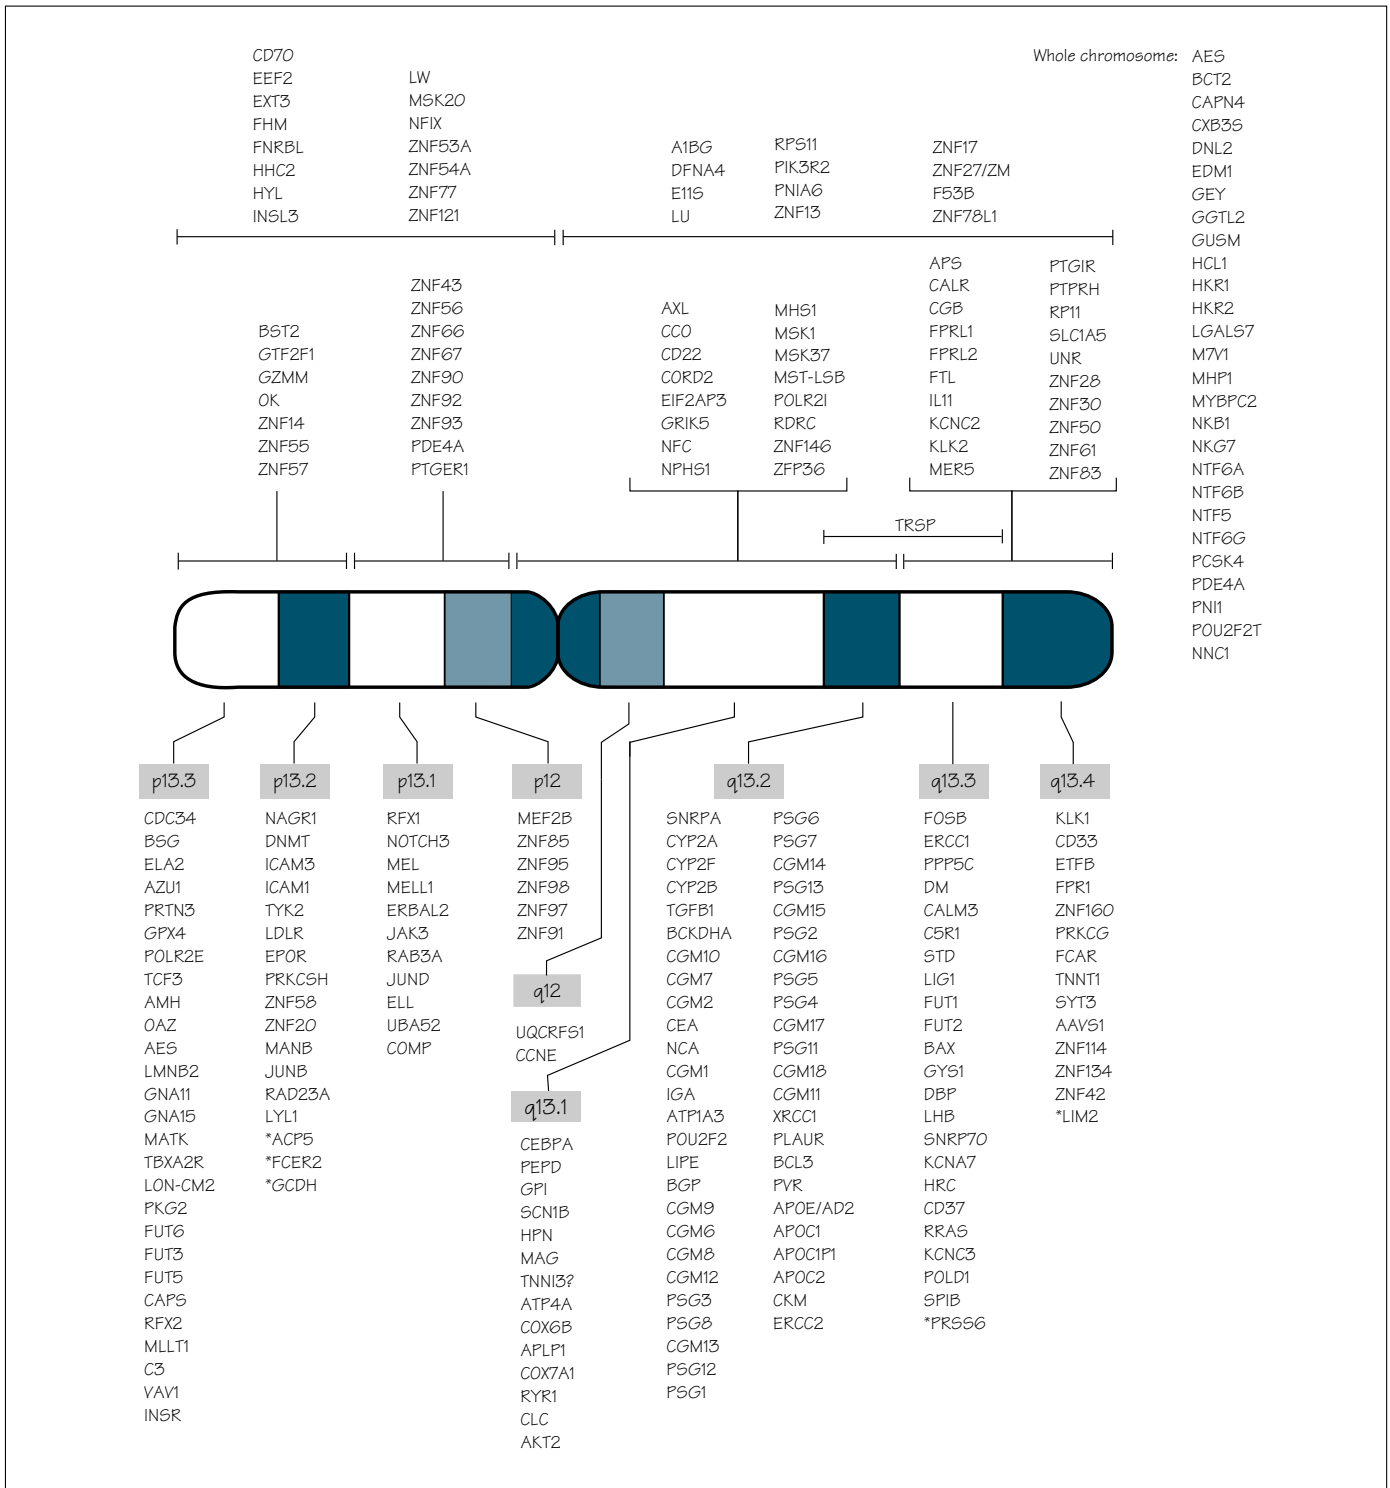 Whole chromosome:
AES
BCT2
CAPN4
CXB3S
DNL2
EDM1
GEY
GGTL2
GUSM
HCL1
HKR1
HKR2
LGALS7
M7V1
MHP1
MYBPC2
NKB1
NKG7
NTF6A
NTF6B
NTF5
NTF6G
PCSK4
PDE4A
PNI1
POU2F2T
NNC1
CD70
EEF2
EXT3
FHM
FNRBL
HHC2
HYL
INSL3
LW
MSK20
NFIX
ZNF53A
ZNF54A
ZNF77
ZNF121
A1BG
DFNA4
E11S
LU
RPS11
PIK3R2
PNIA6
ZNF13
ZNF17
ZNF27/ZM
F53B
ZNF78L1
BST2
GTF2F1
GZMM
OK
ZNF14
ZNF55
ZNF57
ZNF43
ZNF56
ZNF66
ZNF67
ZNF90
ZNF92
ZNF93
PDE4A
PTGER1
AXL
CCO
CD22
CORD2
EIF2AP3
GRIK5
NFC
NPHS1
MHS1
MSK1
MSK37
MST-LSB
POLR2I
RDRC
ZNF146
ZFP36
APS
CALR
CGB
FPRL1
FPRL2
FTL
IL11
KCNC2
KLK2
MER5
PTGIR
PTPRH
RP11
SLC1A5
UNR
ZNF28
ZNF30
ZNF50
ZNF61
ZNF83
TRSP
p13.3
CDC34
BSG
ELA2
AZU1
PRTN3
GPX4
POLR2E
TCF3
AMH
OAZ
AES
LMNB2
GNA11
GNA15
MATK
TBXA2R
LON-CM2
PKG2
FUT6
FUT3
FUT5
CAPS
RFX2
MLLT1
C3
VAV1
INSR
p13.2
NAGR1
DNMT
ICAM3
ICAM1
TYK2
LDLR
EPOR
PRKCSH
ZNF58
ZNF20
MANB
JUNB
RAD23A
LYL1
*ACP5
*FCER2
*GCDH
p13.1
RFX1
NOTCH3
MEL
MELL1
ERBAL2
JAK3
RAB3A
JUND
ELL
UBA52
COMP
p12
MEF2B
ZNF85
ZNF95
ZNF98
ZNF97
ZNF91
q12
UQCRFS1
CCNE
q13.1
CEBPA
PEPD
GPI
SCN1B
HPN
MAG
TNNI3?
ATP4A
COX6B
APLP1
COX7A1
RYR1
CLC
AKT2
q13.2
SNRPA
CYP2A
CYP2F
CYP2B
TGFB1
BCKDHA
CGM10
CGM7
CGM2
CEA
NCA
CGM1
IGA
ATP1A3
POU2F2
LIPE
BGP
CGM9
CGM6
CGM8
CGM12
PSG3
PSG8
CGM13
PSG12
PSG1
PSG6
PSG7
CGM14
PSG13
CGM15
PSG2
CGM16
PSG5
PSG4
CGM17
PSG11
CGM18
CGM11
XRCC1
PLAUR
BCL3
PVR
APOE/AD2
APOC1
APOC1P1
APOC2
CKM
ERCC2
q13.3
FOSB
ERCC1
PPP5C
DM
CALM3
C5R1
STD
LIG1
FUT1
FUT2
BAX
GYS1
DBP
LHB
SNRP70
KCNA7
HRC
CD37
RRAS
KCNC3
POLD1
SPIB
*PRSS6
q13.4
KLK1
CD33
ETFB
FPR1
ZNF160
PRKCG
FCAR
TNNT1
SYT3
AAVS1
ZNF114
ZNF134
ZNF42
*LIM2